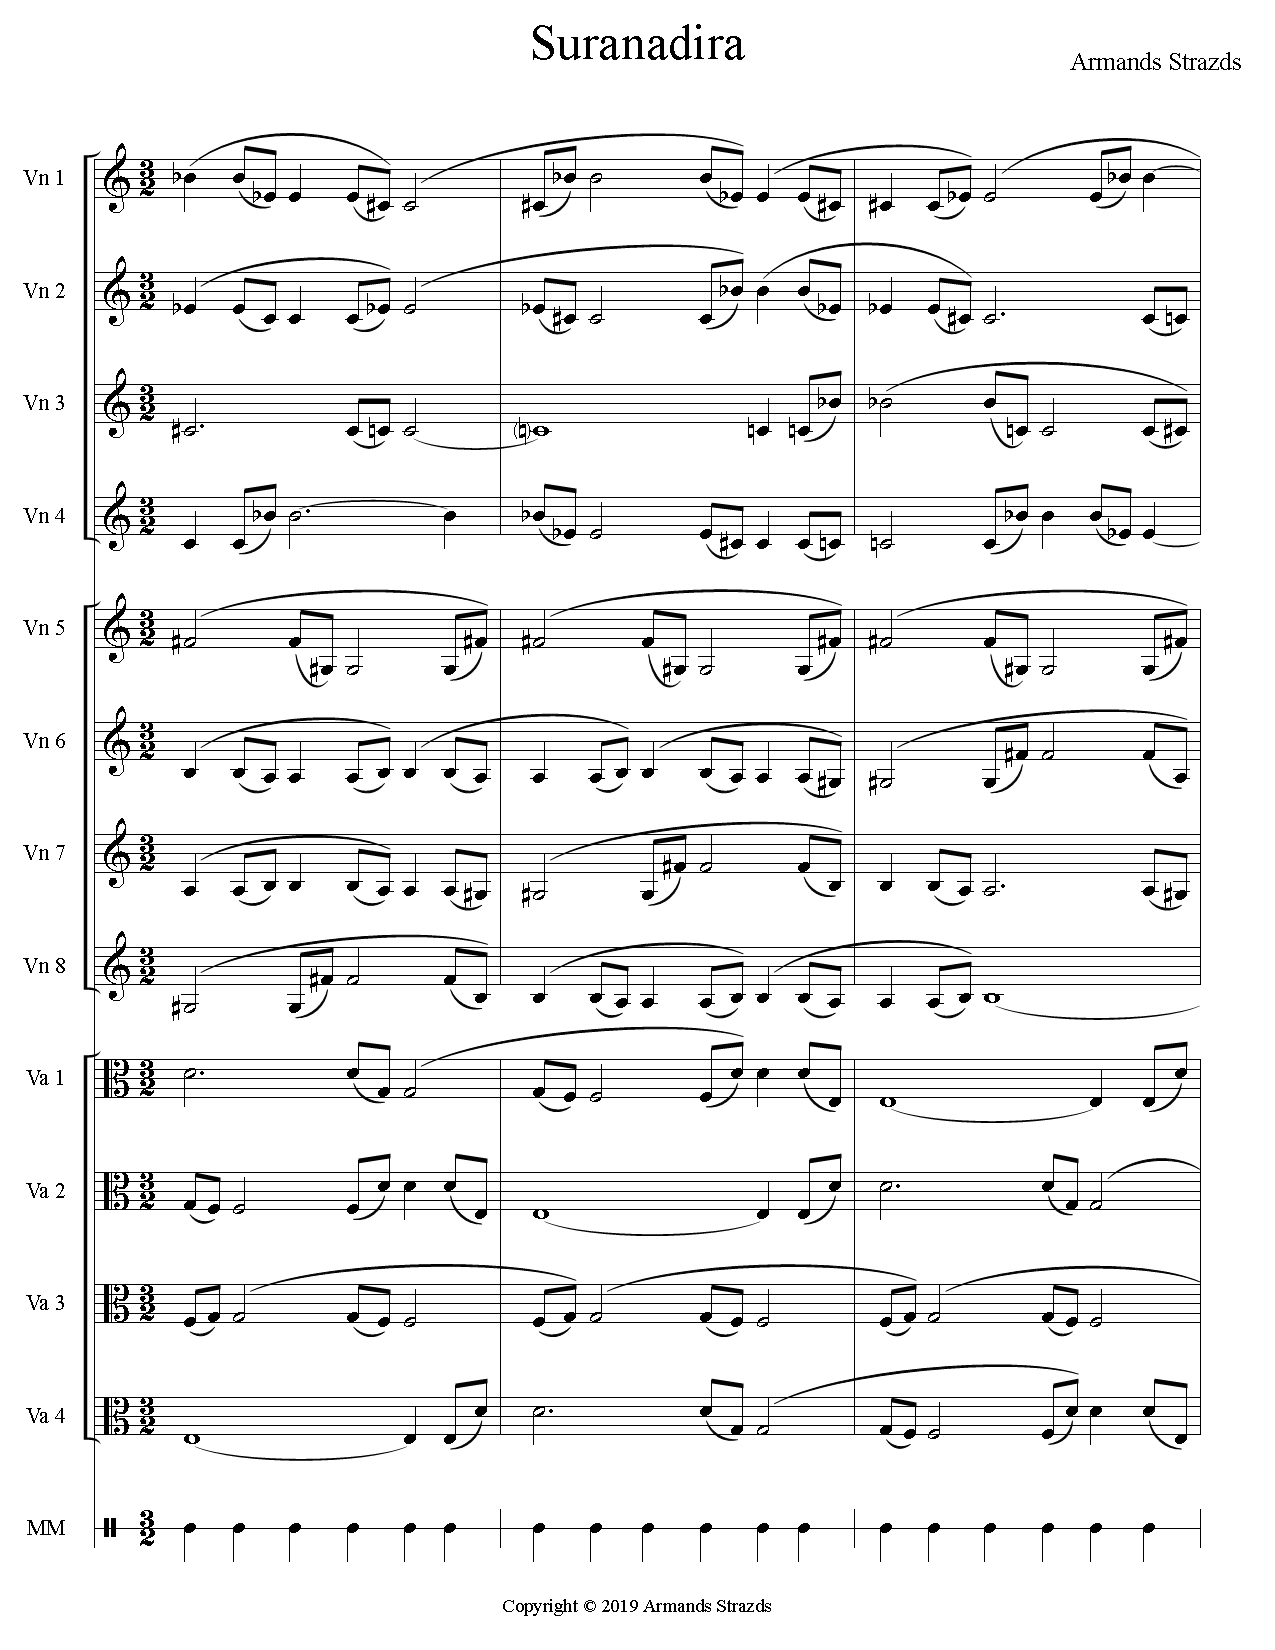 Suranadira
Armands Strazds
Vn 1
Vn 2
Vn 3
Vn 4
Vn 5
Vn 6
Vn 7
Vn 8
Va 1
Va 2
Va 3
Va 4
MM
Copyright © 2019 Armands Strazds